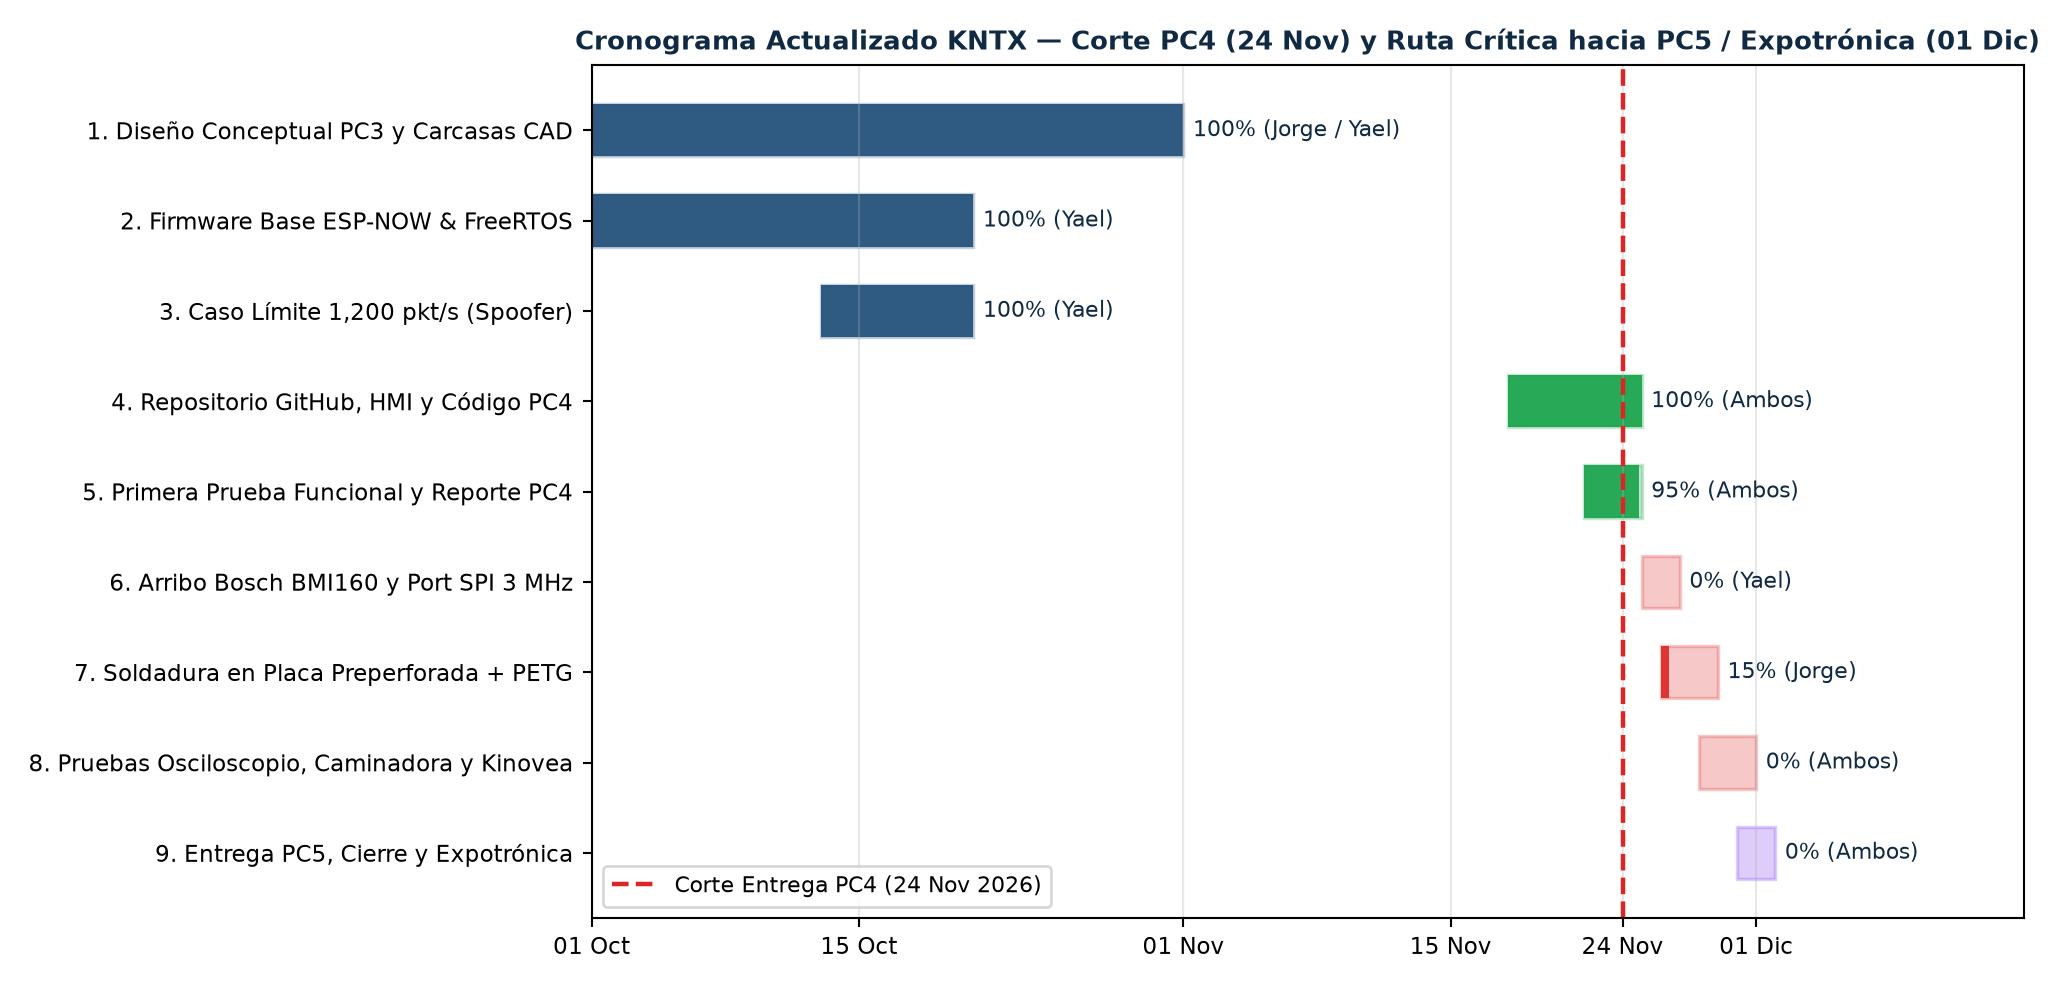 Cronograma Actualizado KNTX — Corte PC4 (24 Nov) y Ruta Crítica hacia PC5 / Expotrónica (01 Dic)
1. Diseño Conceptual PC3 y Carcasas CAD
100% (Jorge / Yael)
2. Firmware Base ESP-NOW & FreeRTOS
100% (Yael)
3. Caso Límite 1,200 pkt/s (Spoofer)
100% (Yael)
4. Repositorio GitHub, HMI y Código PC4
100% (Ambos)
5. Primera Prueba Funcional y Reporte PC4
95% (Ambos)
6. Arribo Bosch BMI160 y Port SPI 3 MHz
0% (Yael)
7. Soldadura en Placa Preperforada + PETG
15% (Jorge)
8. Pruebas Osciloscopio, Caminadora y Kinovea
0% (Ambos)
9. Entrega PC5, Cierre y Expotrónica
0% (Ambos)
Corte Entrega PC4 (24 Nov 2026)
01 Oct
15 Oct
01 Nov
15 Nov
24 Nov
01 Dic